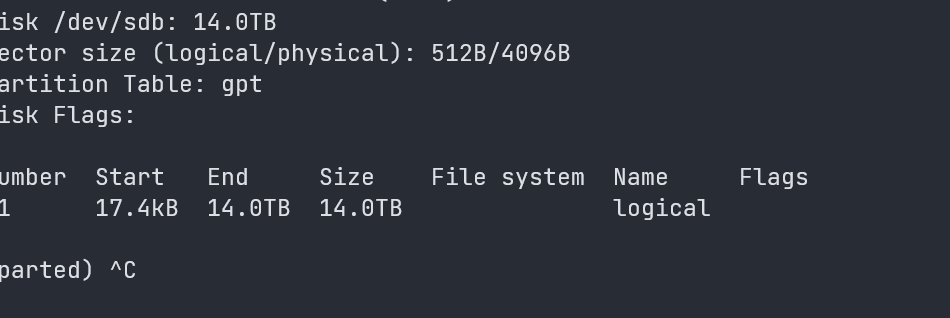 isk /dev/sdb: 14.0TB
ector size (logical/physical): 512B/4096B
artition Table: gpt
isk Flags:
umber  Start   End     Size    File system  Name     Flags
1      17.4kB  14.0TB  14.0TB               logical
parted) ^C